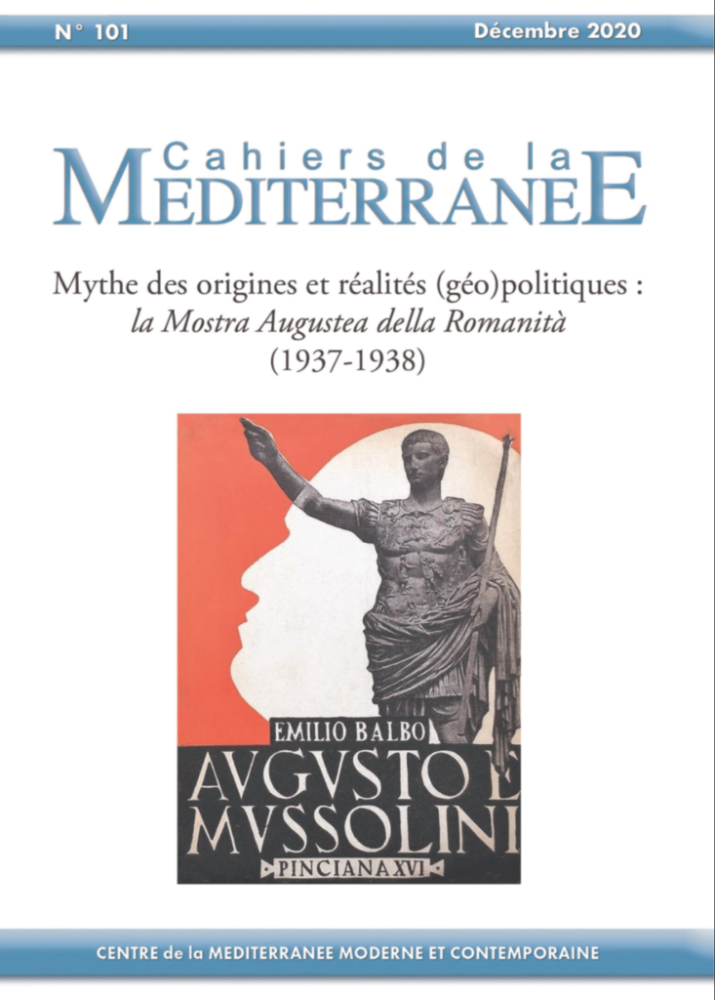 N° 101
Décembre 2020
Cahiers de la
MEDITERRANEE
Mythe des origines et réalités (géo)politiques :
la Mostra Augustea della Romanità
(1937-1938)
EMILIO BALBO
AVGVSTO E
MVSSOLINI
PINCIANA XVI
CENTRE de la MEDITERRANEE MODERNE ET CONTEMPORAINE